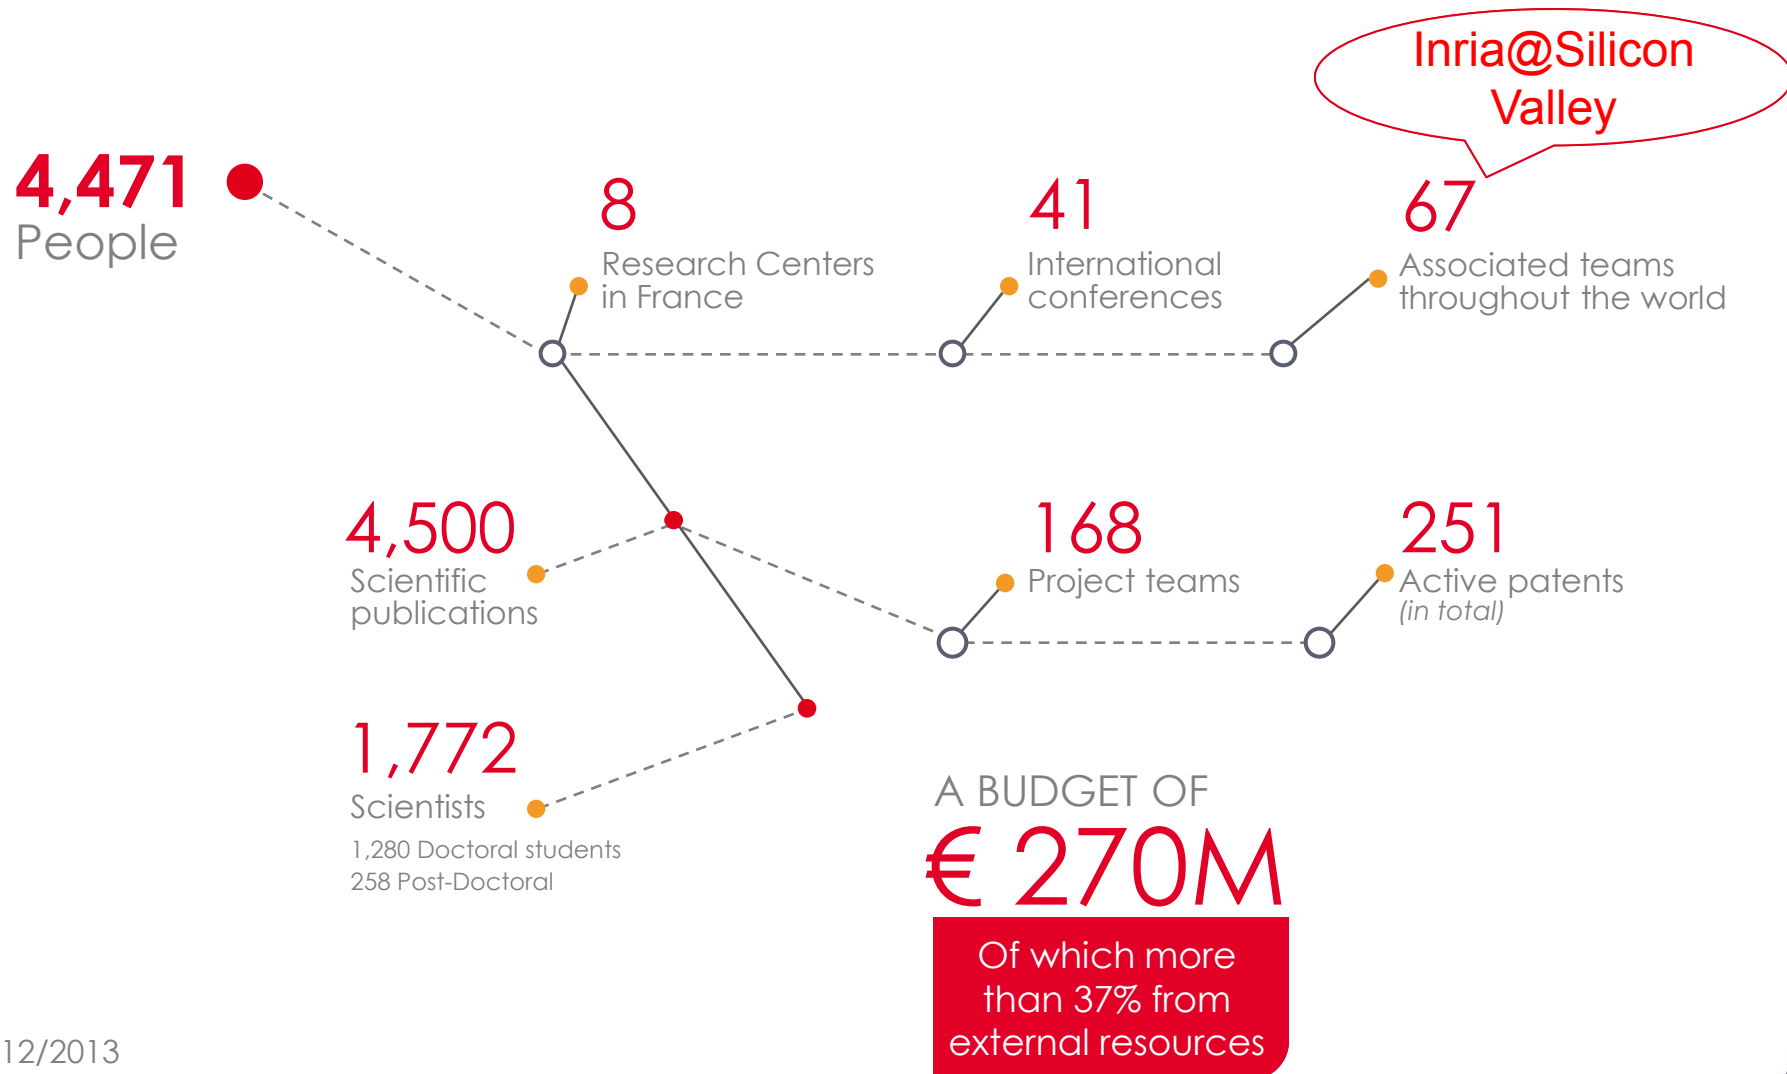 Inria@Silicon
Valley
4,471
People
8
Research Centers
in France
41
International
conferences
67
Associated teams
throughout the world
4,500
Scientific
publications
168
Project teams
251
Active patents
(in total)
1,772
Scientists
1,280 Doctoral students
258 Post-Doctoral
A BUDGET OF
€ 270M
Of which more
than 37% from
external resources
12/2013